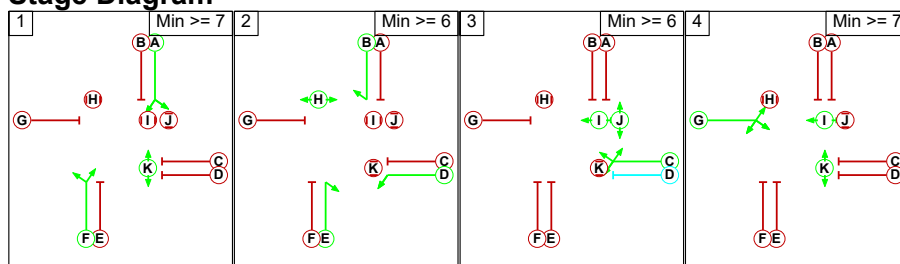 Stage Diagram
1 Min >= 7
B A
H
G I J
K C
D
F E
2 Min >= 6
B A
H
G I J
K C
D
F E
3 Min >= 6
B A
H
G I J
K C
D
F E
4 Min >= 7
B A
H
G I J
K C
D
F E